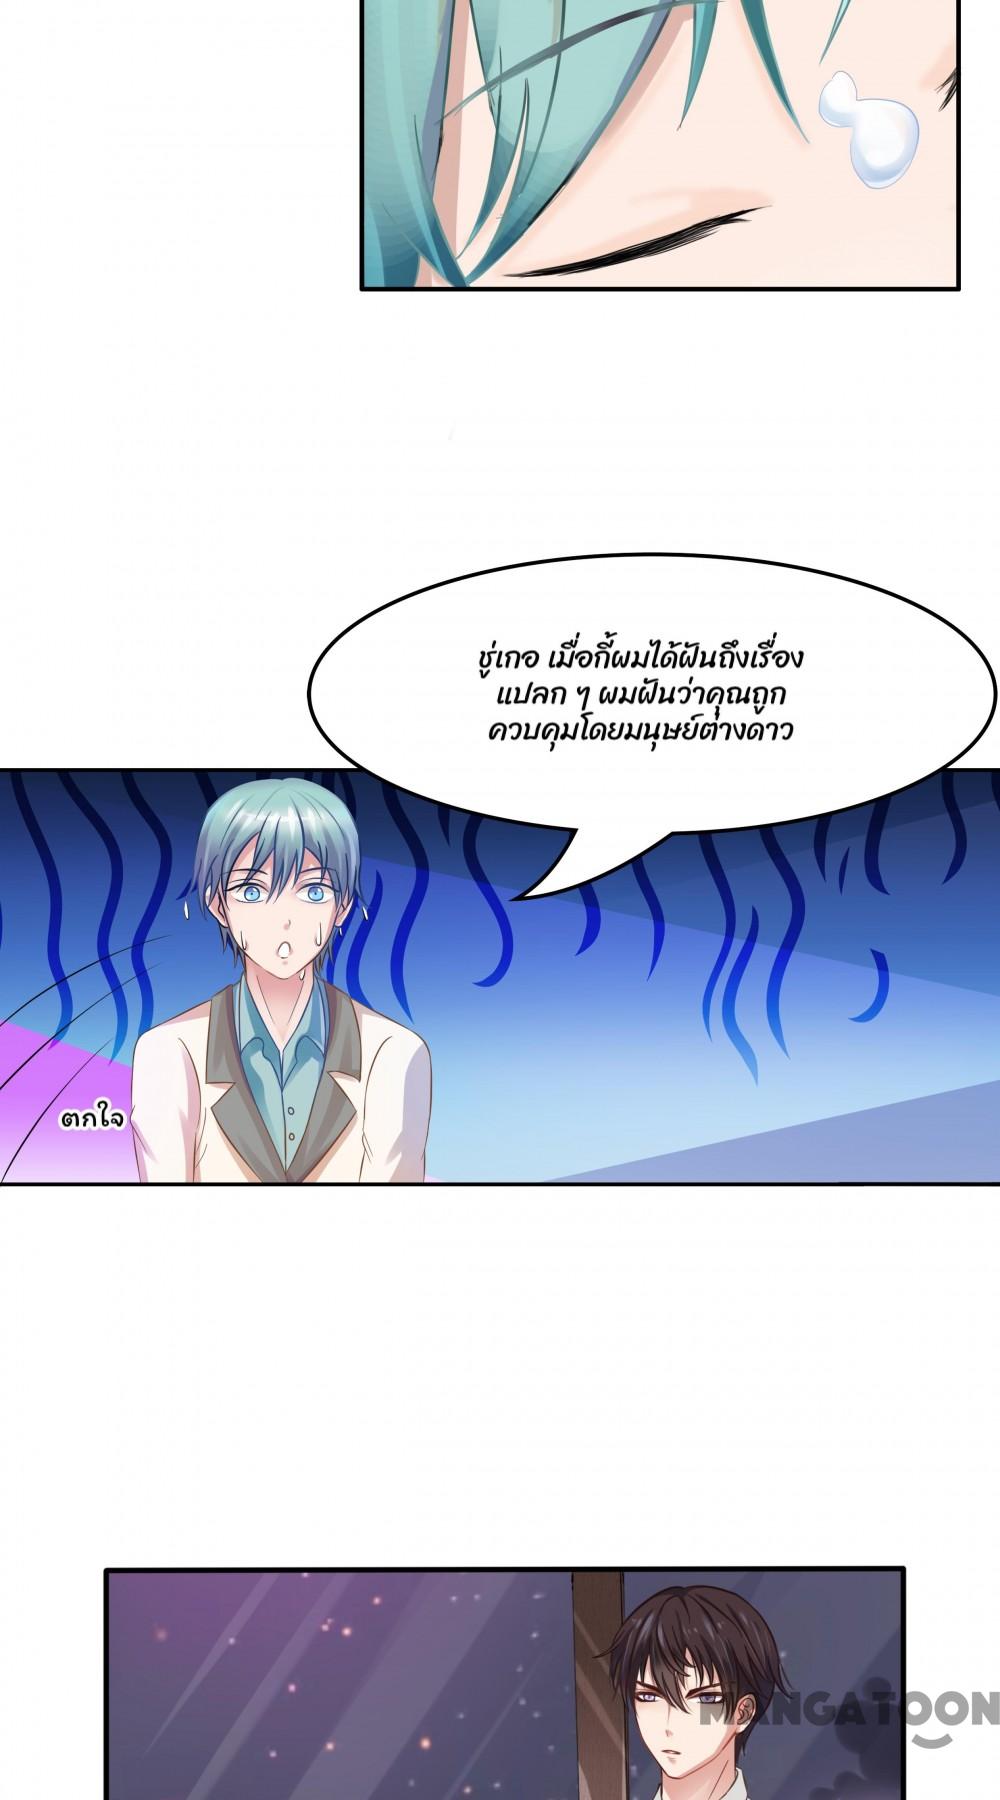 ชู่เกอ เมื่อกี้ผมได้ฝันถึงเรื่อง
แปลก ๆ ผมฝันว่าคุณถูก
ควบคุมโดยมนุษย์ต่างดาว
ตกใจ
MANGATOON